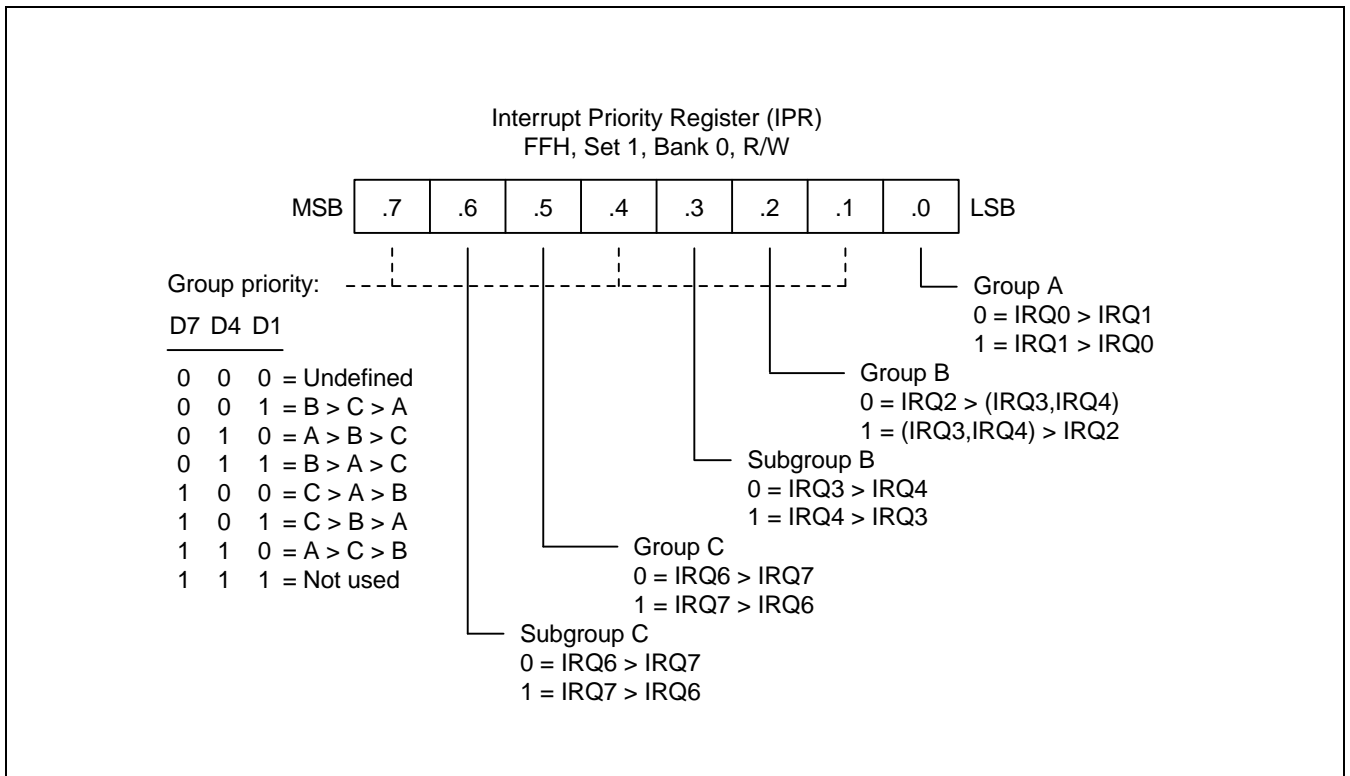 Interrupt Priority Register (IPR)
FFH, Set 1, Bank 0, R/W
MSB .7 .6 .5 .4 .3 .2 .1 .0 LSB
Group priority:
D7 D4 D1
0 0 0 = Undefined
0 0 1 = B > C > A
0 1 0 = A > B > C
0 1 1 = B > A > C
1 0 0 = C > A > B
1 0 1 = C > B > A
1 1 0 = A > C > B
1 1 1 = Not used
Group A
0 = IRQ0 > IRQ1
1 = IRQ1 > IRQ0
Group B
0 = IRQ2 > (IRQ3,IRQ4)
1 = (IRQ3,IRQ4) > IRQ2
Subgroup B
0 = IRQ3 > IRQ4
1 = IRQ4 > IRQ3
Group C
0 = IRQ6 > IRQ7
1 = IRQ7 > IRQ6
Subgroup C
0 = IRQ6 > IRQ7
1 = IRQ7 > IRQ6